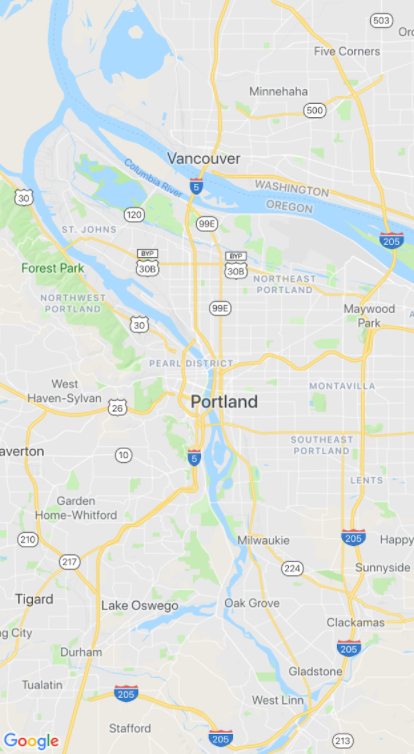 503
Orc
Five Corners
Minnehaha
500
Vancouver
Columbia River
5
WASHINGTON
OREGON
30
120
99E
205
ST. JOHNS
BYP
30B
BYP
30B
Forest Park
NORTHEAST
PORTLAND
NORTHWEST
PORTLAND
99E
Maywood
Park
A
30
PEARL DISTRICT
West
Haven-Sylvan
26
MONTAVILLA
Portland
SOUTHEAST
PORTLAND
averton
10
5
LENTS
Garden
Home-Whitford
210
217
Milwaukie
205
Happy
224
Sunnyside
Tigard
Lake Oswego
Oak Grove
ng City
Clackamas
Durham
205
Gladstone
Tualatin
205
West Linn
Stafford
205
213
Google